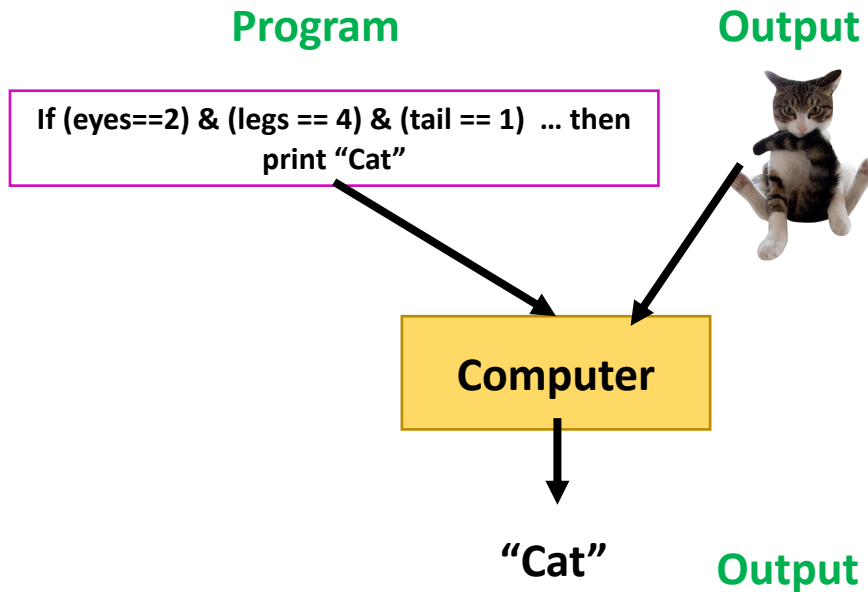 Program
Output
If (eyes==2) & (legs == 4) & (tail == 1)  … then
print “Cat”
Computer
“Cat”
Output